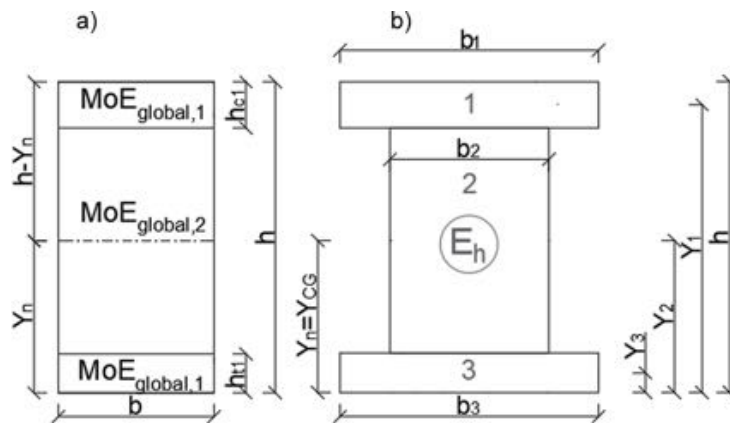 a)
b)
b1
MoEglobal,1
hc1
1
h-Yn
b2
2
MoEglobal,2
h
Eh
Y1
h
Yn
Yn=YCG
Y2
Y3
MoEglobal,1
ht1
3
b
b3